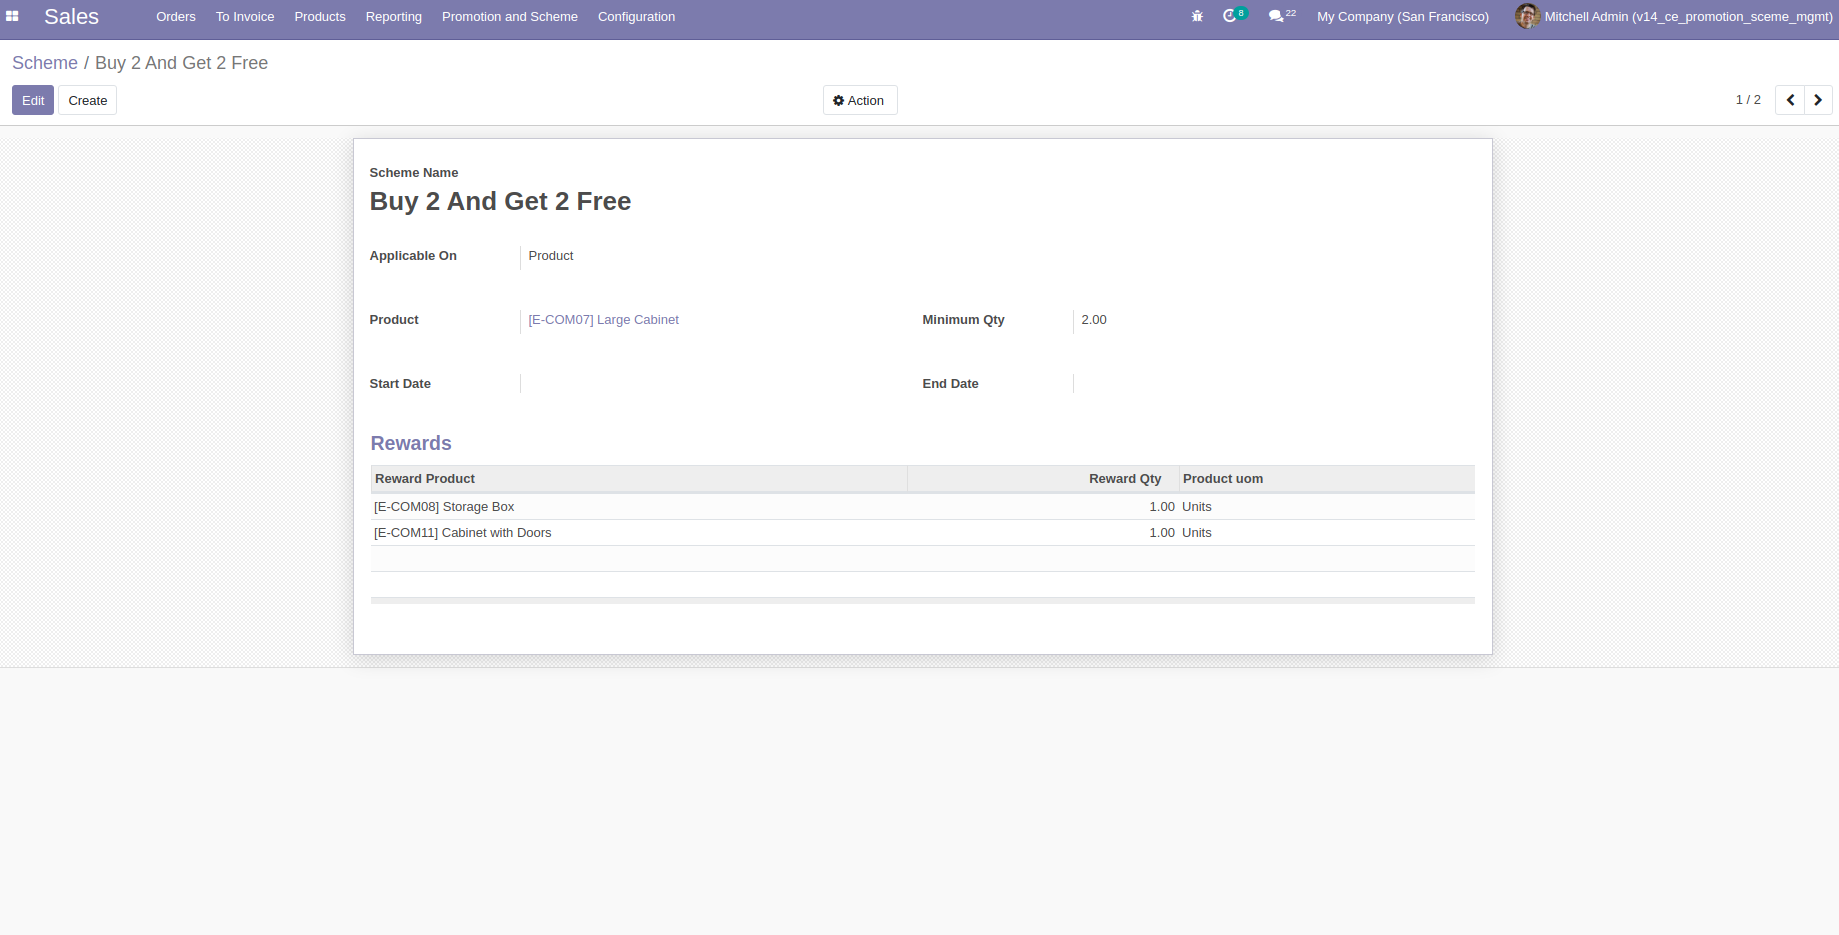 Sales Orders To Invoice Products Reporting Promotion and Scheme Configuration 8 22 My Company (San Francisco) Mitchell Admin (v14_ce_promotion_sceme_mgmt)
Scheme / Buy 2 And Get 2 Free
Edit Create Action 1 / 2
Scheme Name
Buy 2 And Get 2 Free
Applicable On Product
Product [E-COM07] Large Cabinet Minimum Qty 2.00
Start Date End Date
Rewards
Reward Product Reward Qty Product uom
[E-COM08] Storage Box 1.00 Units
[E-COM11] Cabinet with Doors 1.00 Units